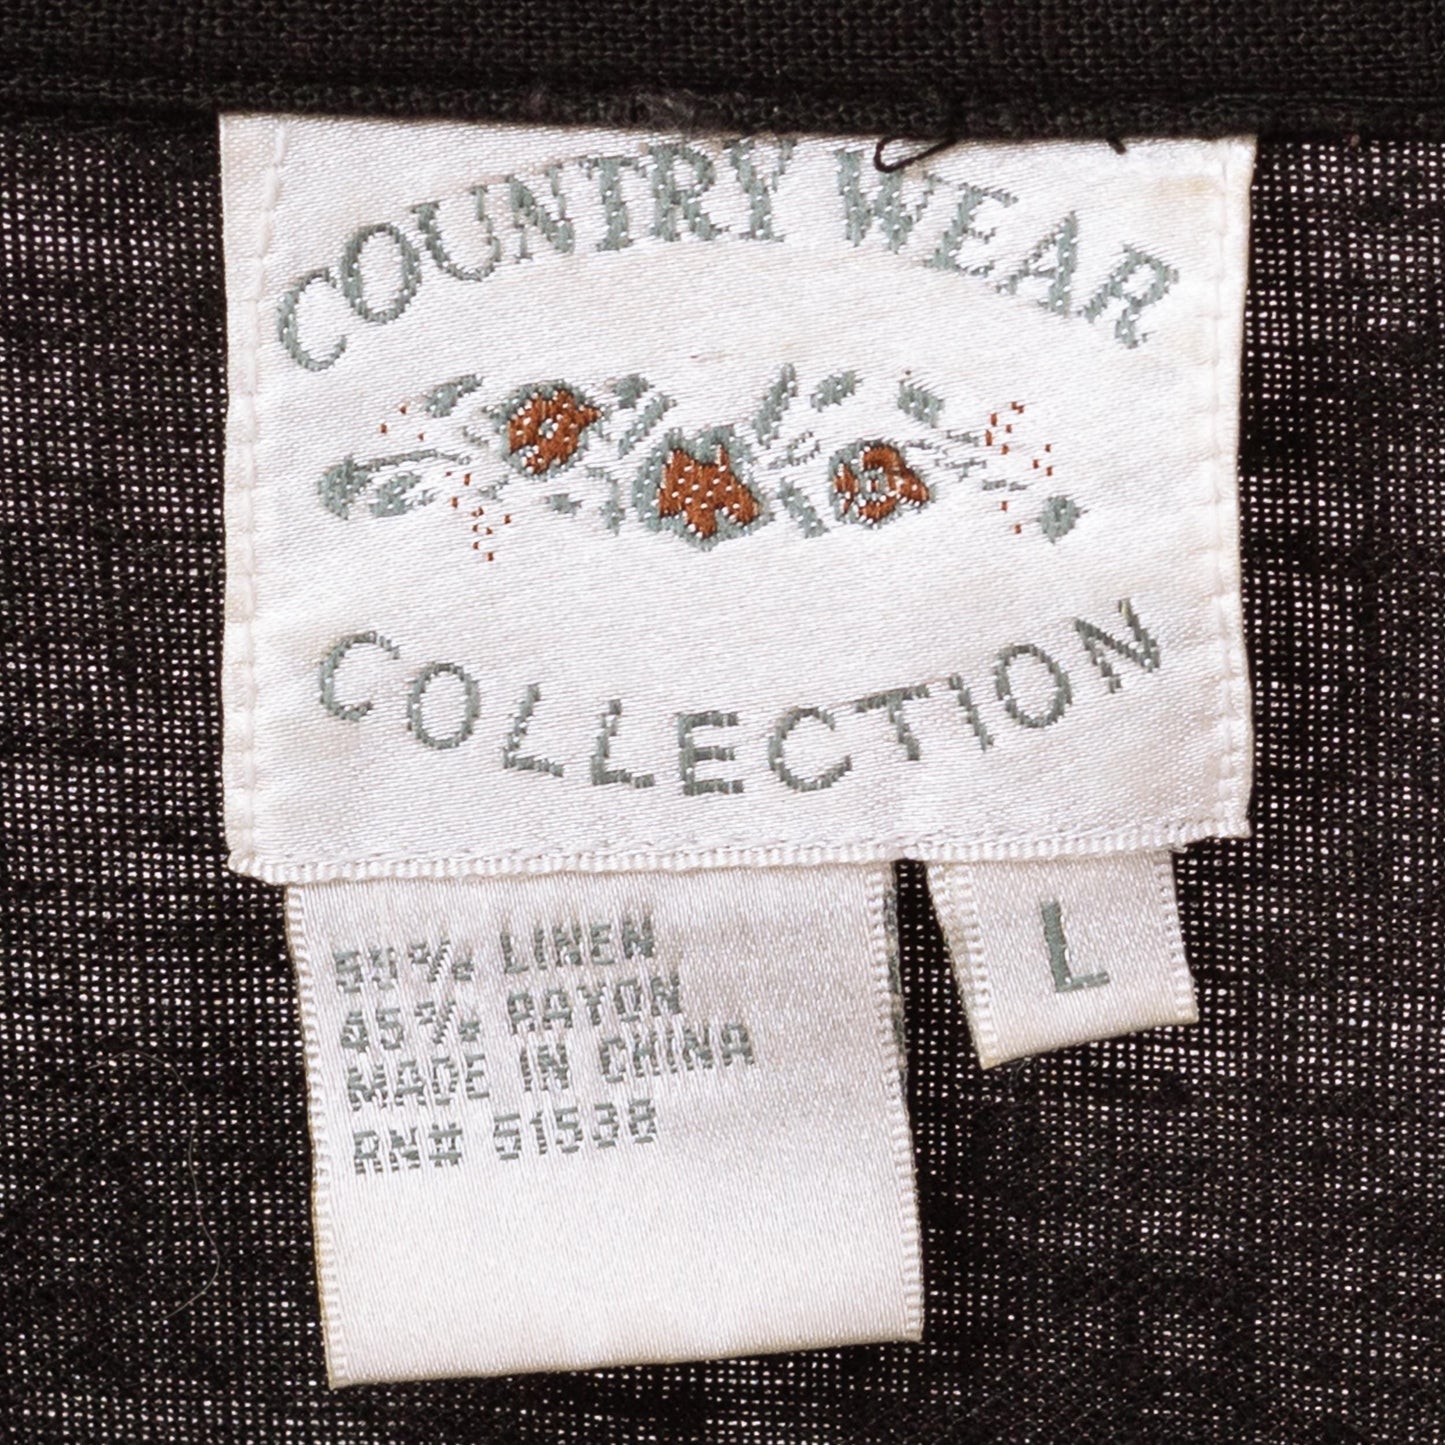 COUNTRY WEAR
COLLECTION
L
55% LINEN
45% RAYON
MADE IN CHINA
RN# 51538